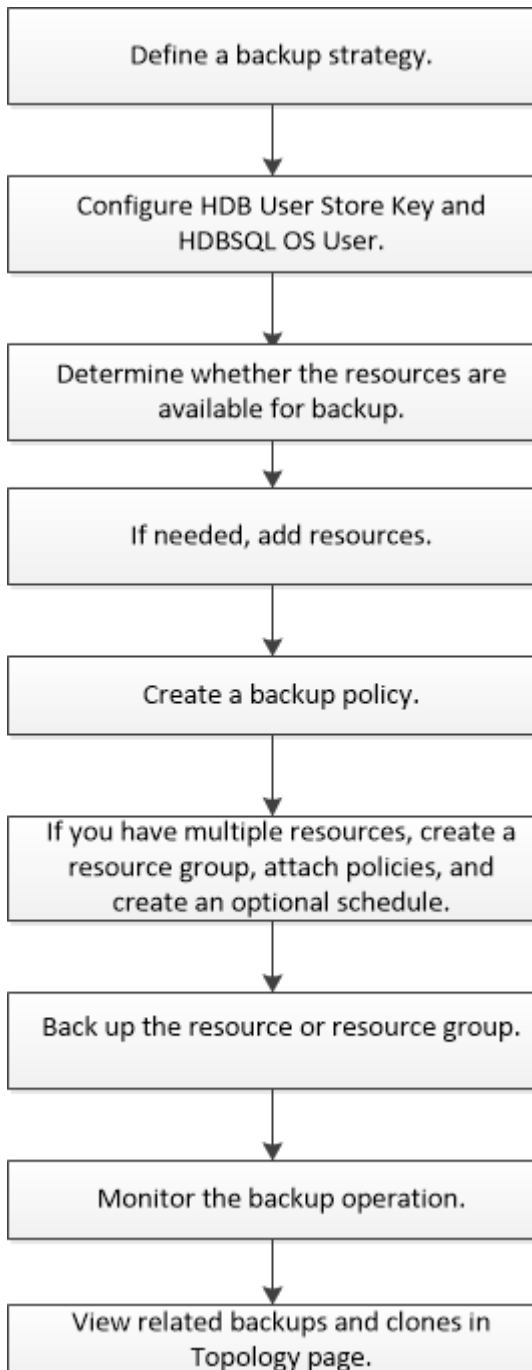 Define a backup strategy.
Configure HDB User Store Key and
HDBSQL OS User.
Determine whether the resources are
available for backup.
If needed, add resources.
Create a backup policy.
If you have multiple resources, create a
resource group, attach policies, and
create an optional schedule.
Back up the resource or resource group.
Monitor the backup operation.
View related backups and clones in
Topology page.